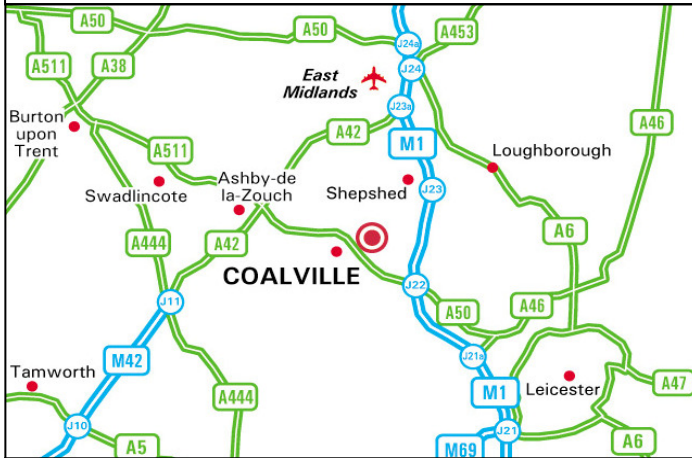 A50
A50
A453
J24a
A511
A38
East
Midlands
J24
J23a
A46
Burton
upon
Trent
A42
M1
A511
Loughborough
Ashby-de
la-Zouch
Shepshed
J23
Swadlincote
A444
A42
A6
COALVILLE
J22
J11
A50
A46
M42
J21a
Tamworth
M1
Leicester
A47
A444
J10
A5
M69
J21
A6